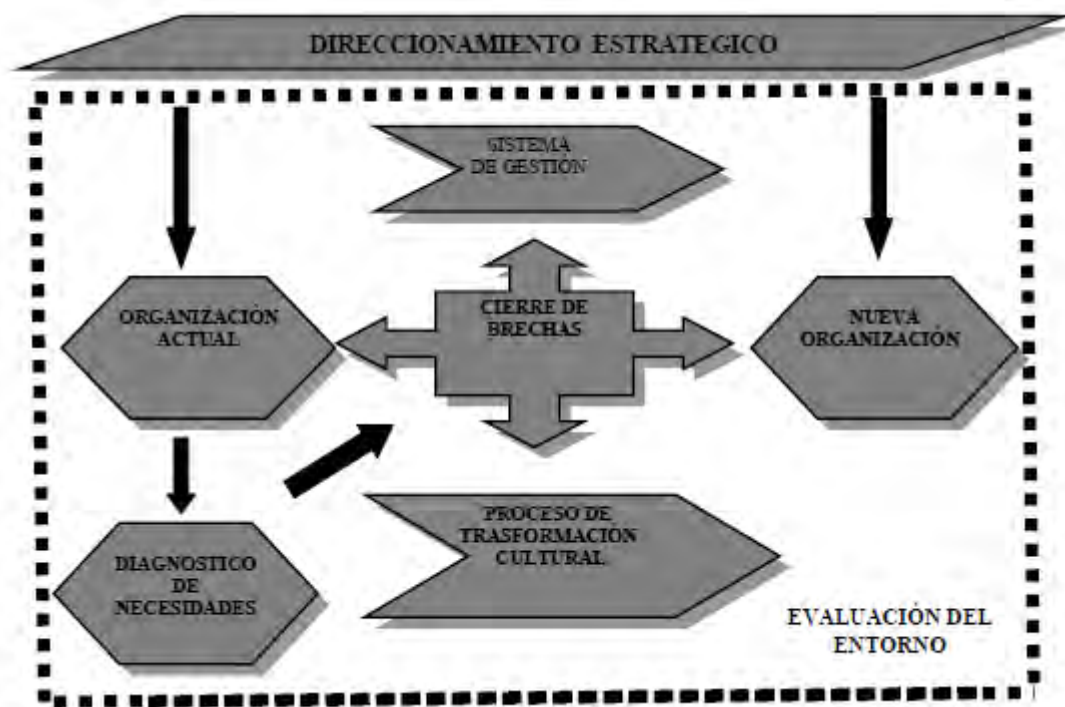 DIRECCIONAMIENTO ESTRATEGICO
SISTEMA
DE GESTIÓN
ORGANIZACIÓN
ACTUAL
CIERRE DE
BRECHAS
NUEVA
ORGANIZACIÓN
DIAGNOSTICO
DE
NECESIDADES
PROCESO DE
TRASFORMACIÓN
CULTURAL
EVALUACIÓN DEL
ENTORNO